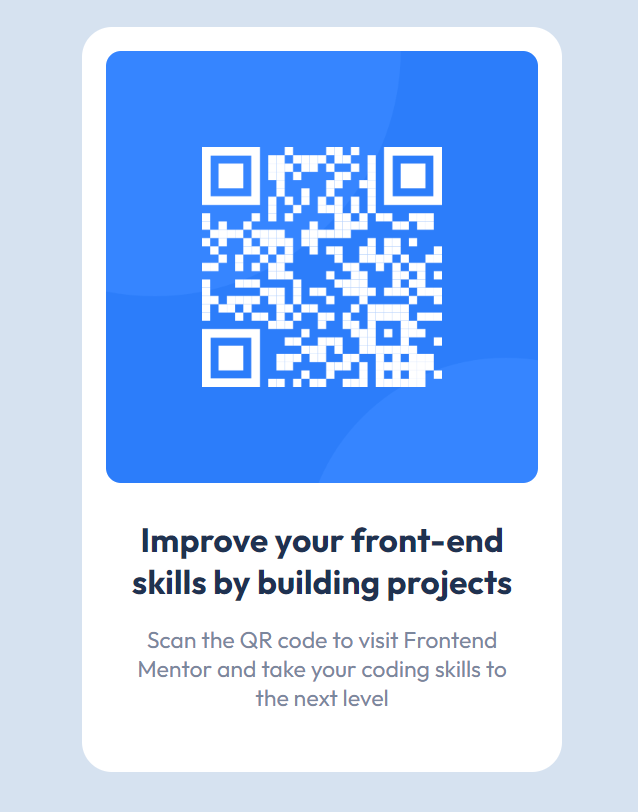 Improve your front-end
skills by building projects
Scan the QR code to visit Frontend
Mentor and take your coding skills to
the next level